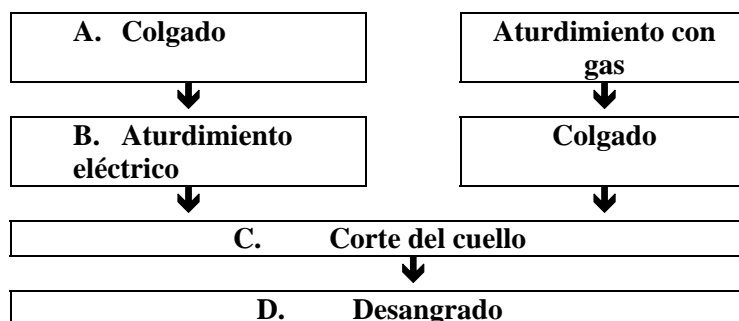 A. Colgado
Aturdimiento con
gas
B. Aturdimiento
eléctrico
Colgado
C. Corte del cuello
D. Desangrado